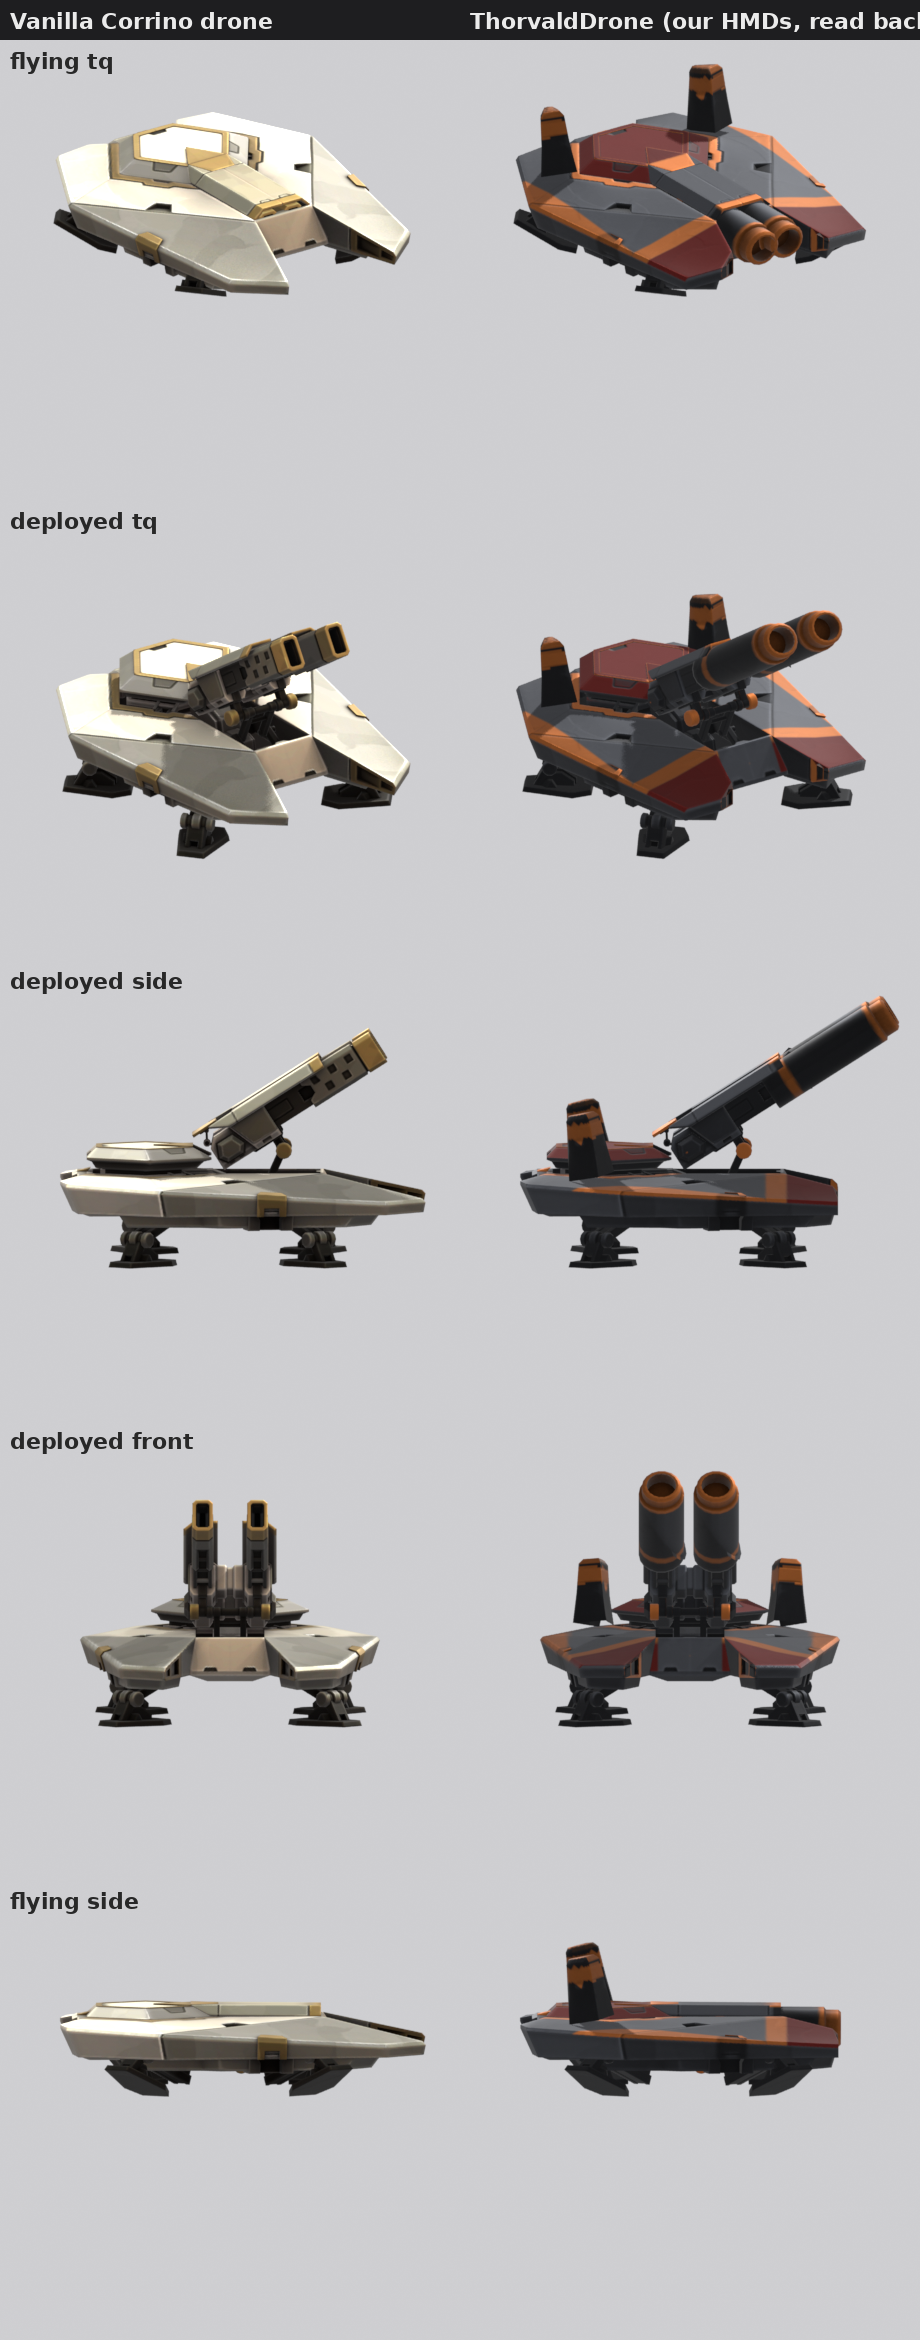 Vanilla Corrino drone
ThorvaldDrone (our HMDs, read bac
flying tq
deployed tq
deployed side
deployed front
flying side